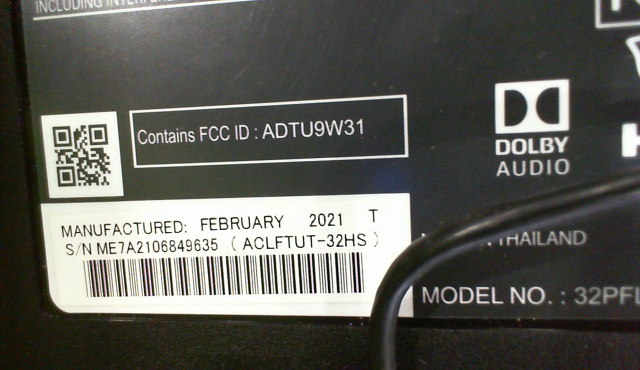 Contains FCC ID : ADTU9W31
DOLBY
AUDIO
MANUFACTURED: FEBRUARY 2021 T
S/N ME7A2106849635 ( ACLFTUT-32HS )
THAILAND
MODEL NO. : 32PFL